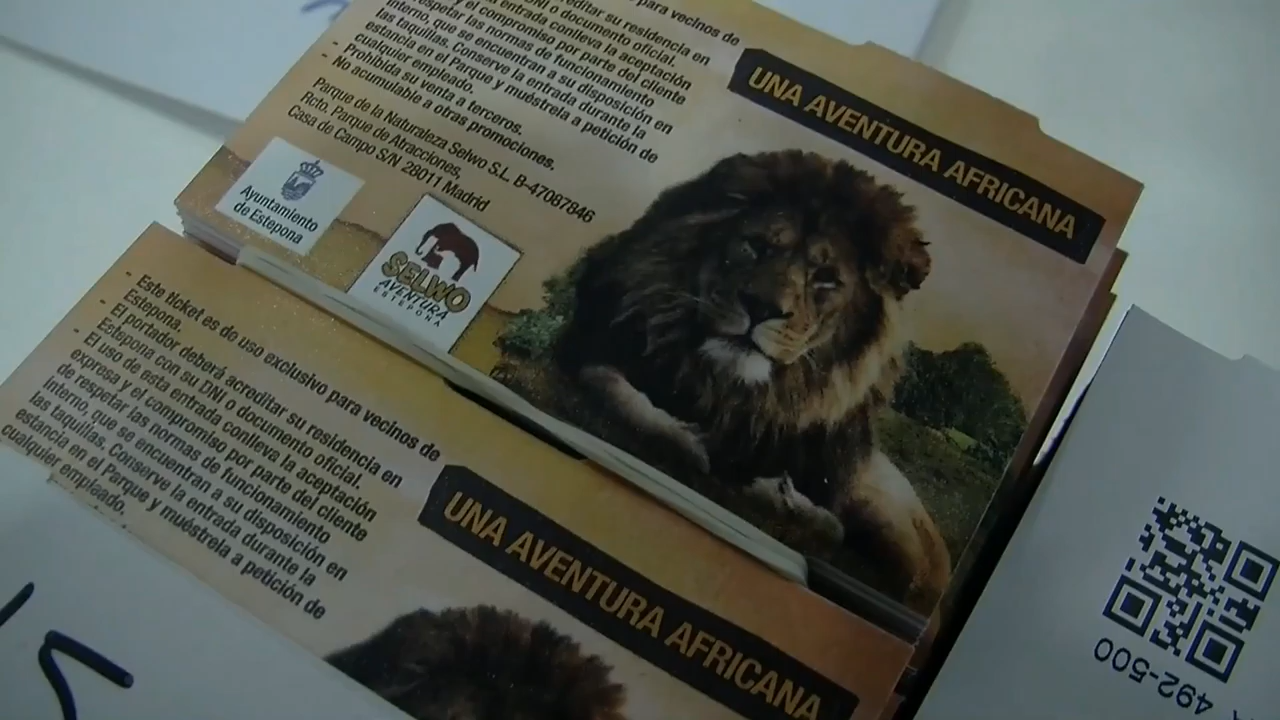 para vecinos de
acreditar su residencia en
DNI o documento oficial.
entrada conlleva la aceptación
y el compromiso por parte del cliente
respetar las normas de funcionamiento
interno, que se encuentran a su disposición en
las taquillas. Conserve la entrada durante la
estancia en el Parque y muéstrela a petición de
cualquier empleado.
- Prohibida su venta a terceros.
- No acumulable a otras promociones.
Parque de la Naturaleza Selwo S.L. B-47087846
Ficto. Parque de Atracciones,
Casa de Campo S/N 28011 Madrid
Ayuntamiento
de Estepona
SELWO
AVENTURA
ESTEPONA
UNA AVENTURA AFRICANA
- Este ticket es de uso exclusivo para vecinos de
Estepona.
- El portador deberá acreditar su residencia en
Estepona con su DNI o documento oficial.
- El uso de esta entrada conlleva la aceptación
expresa y el compromiso por parte del cliente
de respetar las normas de funcionamiento
interno, que se encuentran a su disposición en
las taquillas. Conserve la entrada durante la
estancia en el Parque y muéstrela a petición de
cualquier empleado.
UNA AVENTURA AFRICANA
492-500